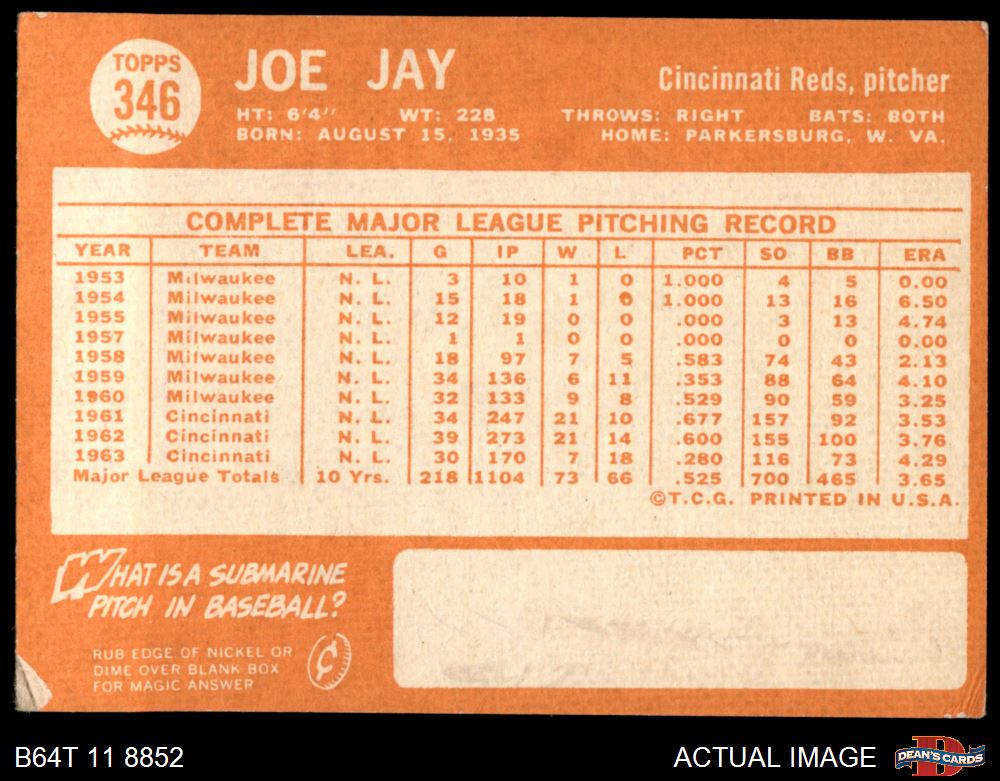 TOPPS
346
JOE JAY
Cincinnati Reds, pitcher
HT: 6'4" WT: 228 THROWS: RIGHT BATS: BOTH
BORN: AUGUST 15, 1935 HOME: PARKERSBURG, W. VA.
COMPLETE MAJOR LEAGUE PITCHING RECORD
YEAR TEAM LEA. G IP W L PCT SO BB ERA
1953 Milwaukee N. L. 3 10 1 0 1.000 4 5 0.00
1954 Milwaukee N. L. 15 18 1 0 1.000 13 16 6.50
1955 Milwaukee N. L. 12 19 0 0 .000 3 13 4.74
1957 Milwaukee N. L. 1 1 0 0 .000 0 0 0.00
1958 Milwaukee N. L. 18 97 7 5 .583 74 43 2.13
1959 Milwaukee N. L. 34 136 6 11 .353 88 64 4.10
1960 Milwaukee N. L. 32 133 9 8 .529 90 59 3.25
1961 Cincinnati N. L. 34 247 21 10 .677 157 92 3.53
1962 Cincinnati N. L. 39 273 21 14 .600 155 100 3.76
1963 Cincinnati N. L. 30 170 7 18 .280 116 73 4.29
Major League Totals 10 Yrs. 218 1104 73 66 .525 700 465 3.65
©T.C.G. PRINTED IN U.S.A.
WHAT IS A SUBMARINE
PITCH IN BASEBALL?
RUB EDGE OF NICKEL OR
DIME OVER BLANK BOX
FOR MAGIC ANSWER
B64T 11 8852
ACTUAL IMAGE
DEAN'S CARDS